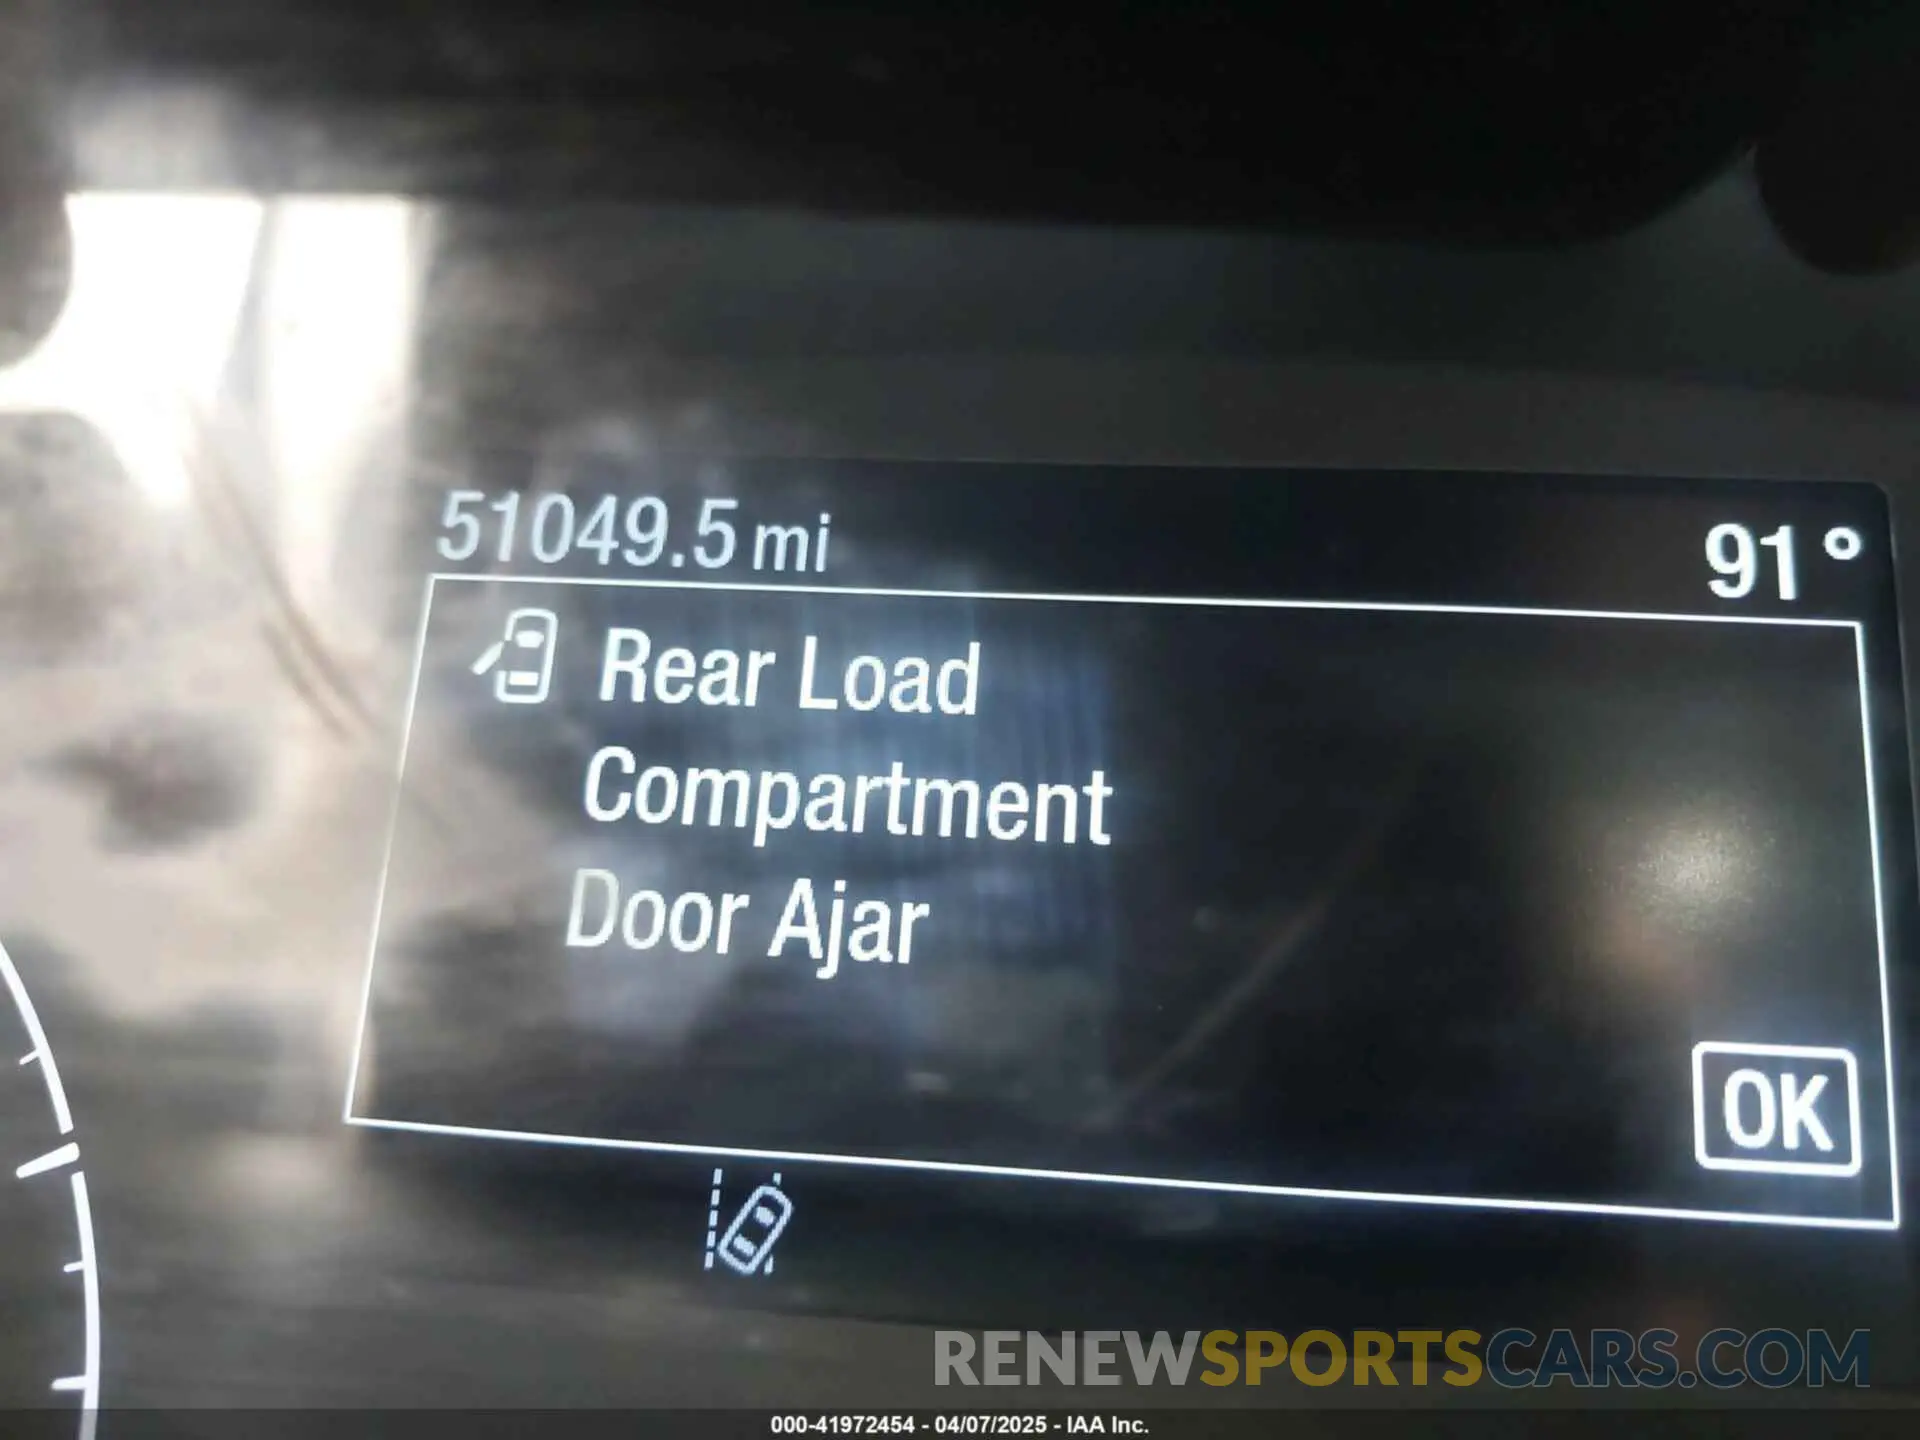 51049.5 mi 91°
Rear Load
Compartment
Door Ajar
OK
RENEWSPORTSCARS.COM
000-41972454 - 04/07/2025 - IAA Inc.